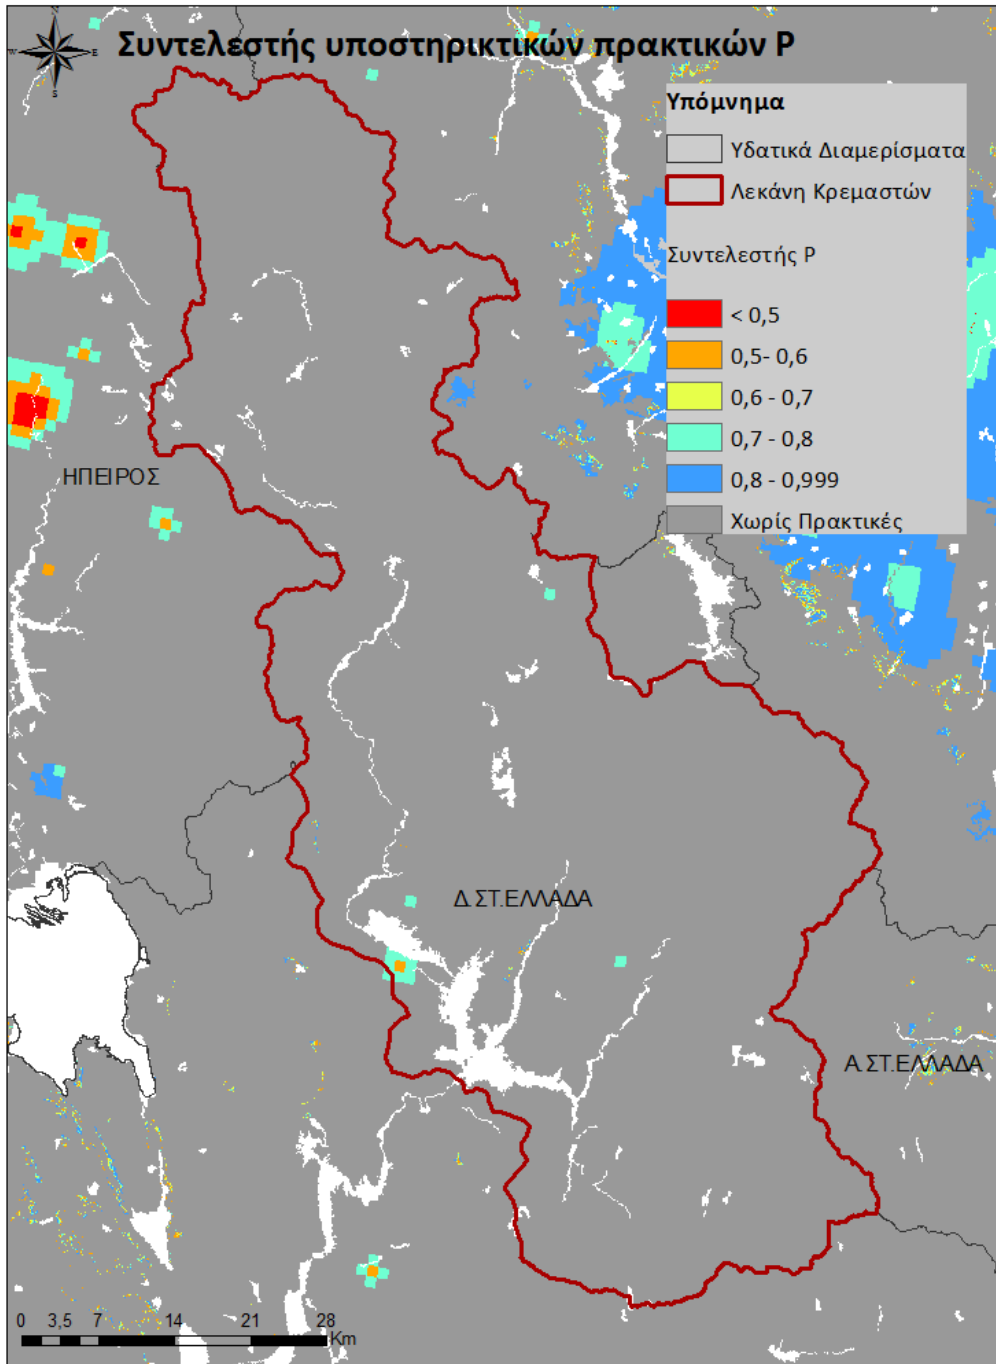 N
W
E
S
Συντελεστής υποστηρικτικών πρακτικών P
Υπόμνημα
Υδατικά Διαμερίσματα
Λεκάνη Κρεμαστών
Συντελεστής P
< 0,5
0,5- 0,6
0,6 - 0,7
0,7 - 0,8
0,8 - 0,999
Χωρίς Πρακτικές
ΗΠΕΙΡΟΣ
Δ.ΣΤ.ΕΛΛΑΔΑ
Α.ΣΤ.ΕΛΛΑΔΑ
0 3,5 7 14 21 28
Km